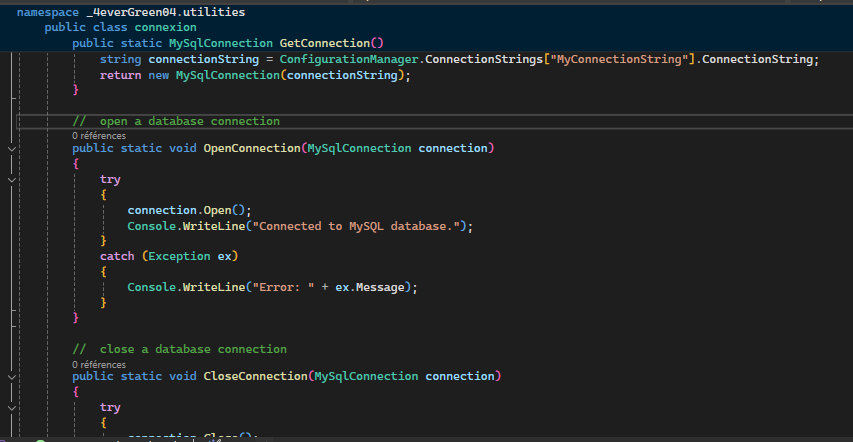 namespace _4everGreen04.utilities
public class connexion
public static MySqlConnection GetConnection()
string connectionString = ConfigurationManager.ConnectionStrings["MyConnectionString"].ConnectionString;
return new MySqlConnection(connectionString);
}
// open a database connection
0 références
public static void OpenConnection(MySqlConnection connection)
{
try
{
connection.Open();
Console.WriteLine("Connected to MySQL database.");
}
catch (Exception ex)
{
Console.WriteLine("Error: " + ex.Message);
}
}
// close a database connection
0 références
public static void CloseConnection(MySqlConnection connection)
{
try
{
connection.Close();